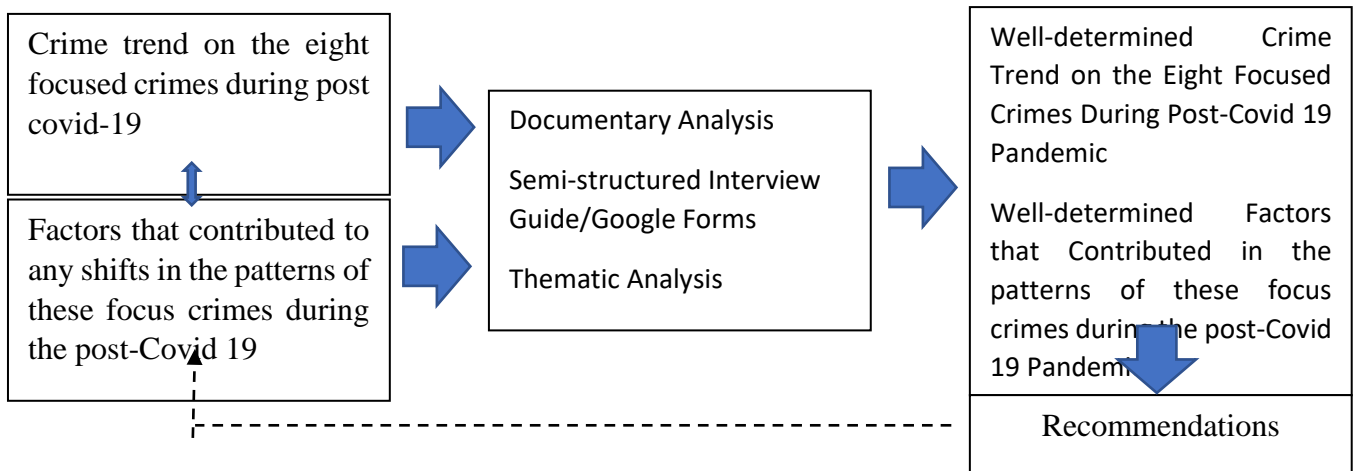 Crime trend on the eight
focused crimes during post
covid-19
Factors that contributed to
any shifts in the patterns of
these focus crimes during
the post-Covid 19
Documentary Analysis
Semi-structured Interview
Guide/Google Forms
Thematic Analysis
Well-determined Crime
Trend on the Eight Focused
Crimes During Post-Covid 19
Pandemic
Well-determined Factors
that Contributed in the
patterns of these focus
crimes during the post-Covid
19 Pandemi
Recommendations